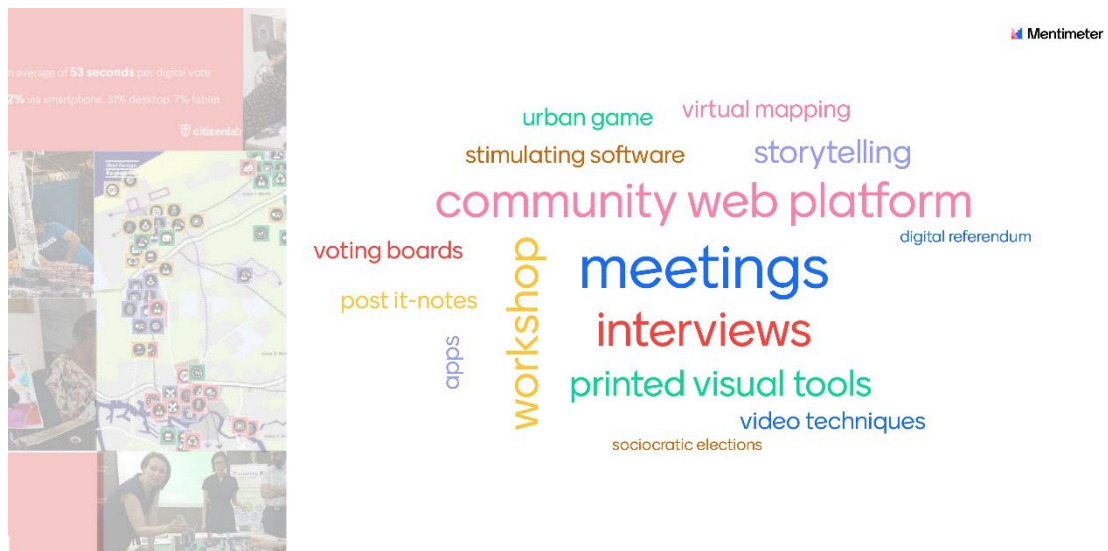 n average of 53 seconds per digital vote
2% via smartphone, 31% desktop, 7% tablet
citizenlab
Mentimeter
urban game
virtual mapping
stimulating software
storytelling
community web platform
digital referendum
voting boards
meetings
post it-notes
workshop
interviews
apps
printed visual tools
video techniques
sociocratic elections